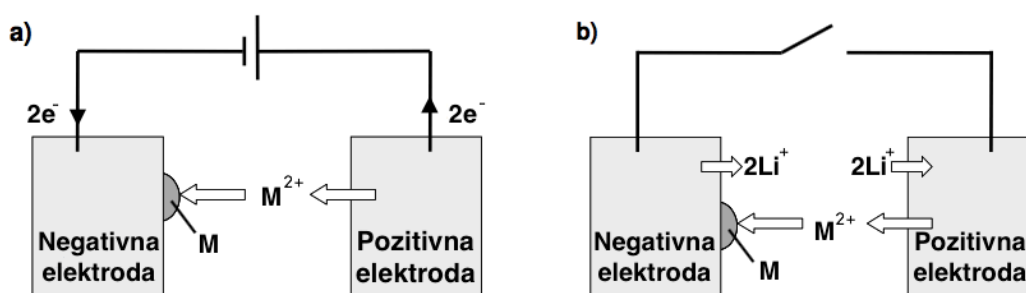 a)
2e⁻
2e⁻
M²⁺
M
Negativna
elektroda
Pozitivna
elektroda
b)
2Li⁺
2Li⁺
M²⁺
M
Negativna
elektroda
Pozitivna
elektroda